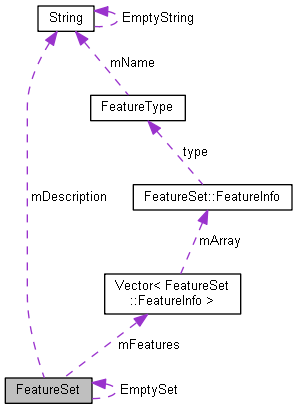 String
EmptyString
mName
FeatureType
type
mDescription
FeatureSet::FeatureInfo
mArray
Vector< FeatureSet
::FeatureInfo >
mFeatures
FeatureSet
EmptySet